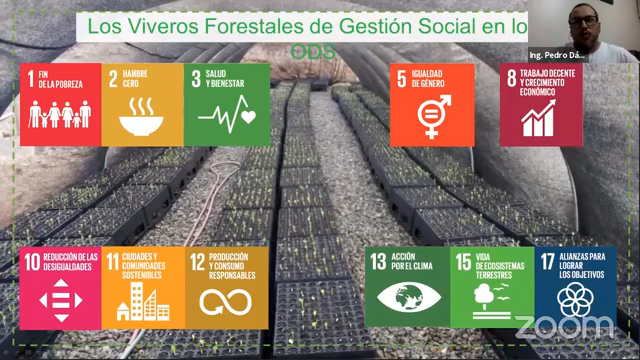 Los Viveros Forestales de Gestión Social en lo
ODS
Ing. Pedro Dá...
1 FIN
DE LA POBREZA
2 HAMBRE
CERO
3 SALUD
Y BIENESTAR
5 IGUALDAD
DE GÉNERO
8 TRABAJO DECENTE
Y CRECIMIENTO
ECONÓMICO
10 REDUCCIÓN DE LAS
DESIGUALDADES
11 CIUDADES Y
COMUNIDADES
SOSTENIBLES
12 PRODUCCIÓN
Y CONSUMO
RESPONSABLES
13 ACCIÓN
POR EL CLIMA
15 VIDA
DE ECOSISTEMAS
TERRESTRES
17 ALIANZAS PARA
LOGRAR
LOS OBJETIVOS
zoom